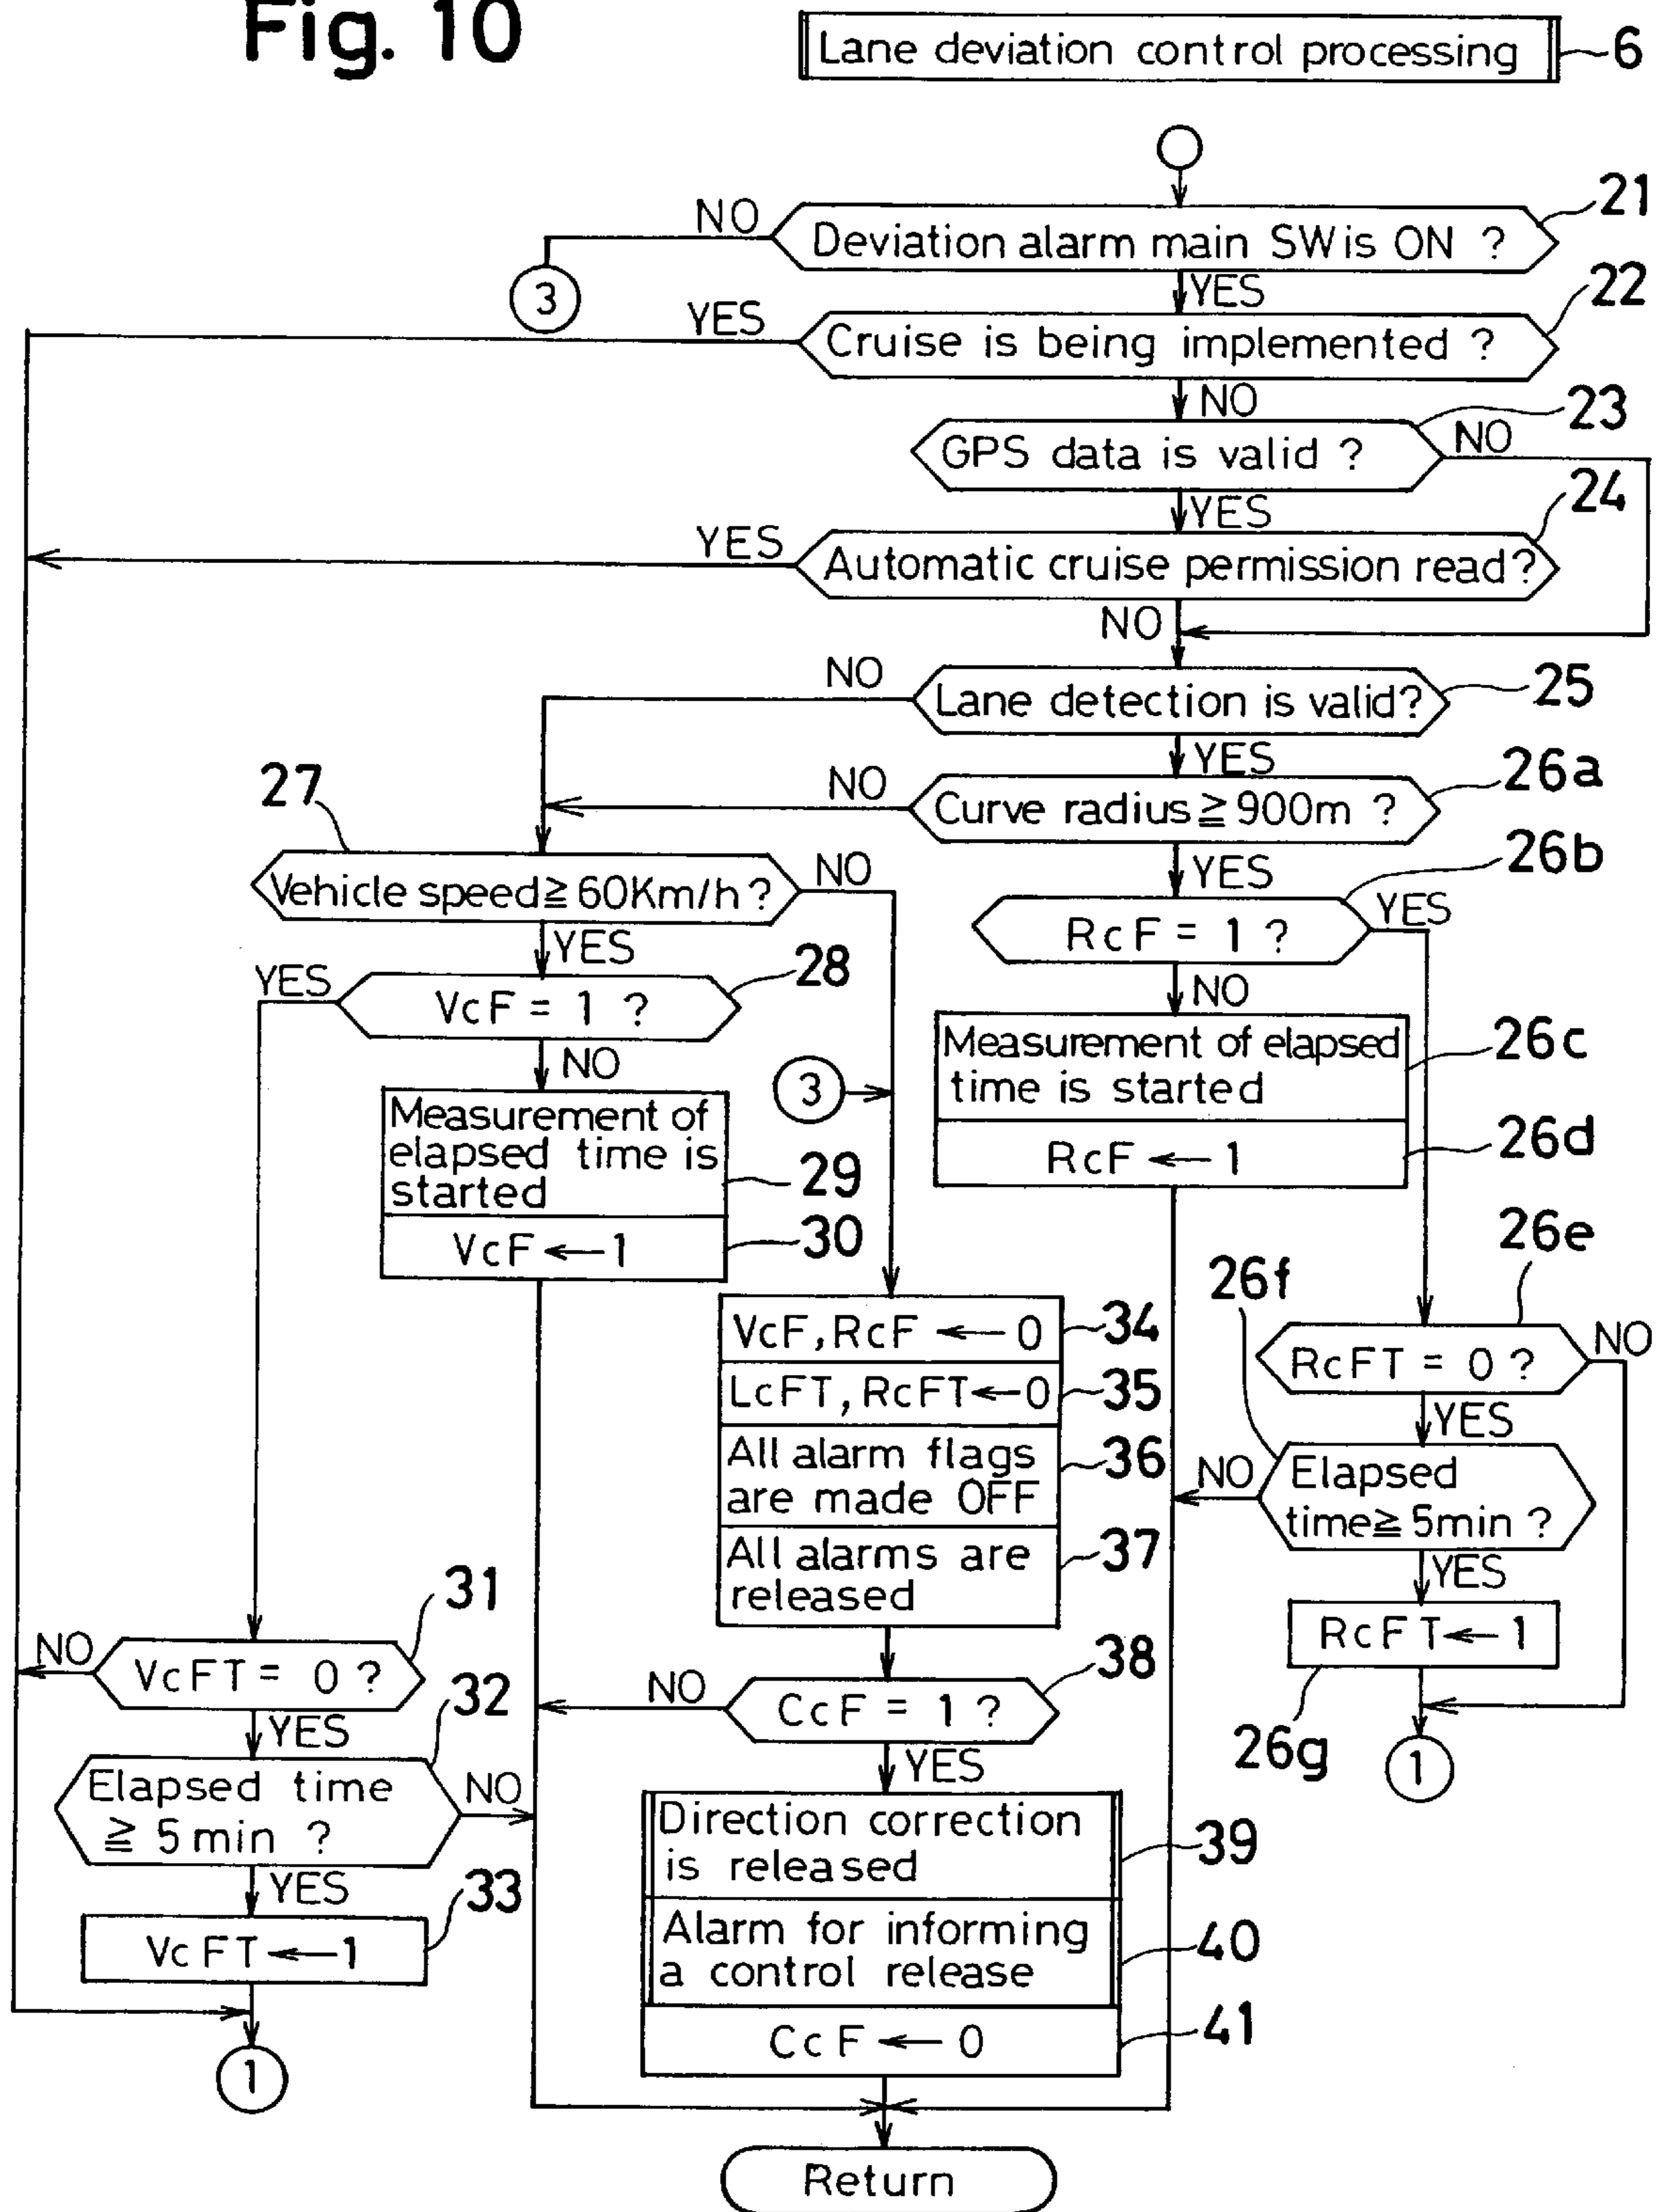 Fig. 10
Lane deviation control processing
6
21
NO
Deviation alarm main SW is ON ?
3
YES
22
YES
Cruise is being implemented ?
NO
23
GPS data is valid ?
NO
YES
24
YES
Automatic cruise permission read?
NO
NO
Lane detection is valid?
25
YES
26a
27
NO
Curve radius ≧ 900m ?
26b
Vehicle speed ≧ 60Km/h ?
NO
YES
YES
RcF = 1 ?
YES
28
YES
VcF = 1 ?
NO
NO
3
Measurement of elapsed
time is started
26c
Measurement of
elapsed time is
started
29
RcF ← 1
26d
VcF ← 1
30
26e
26f
VcF, RcF ← 0
34
RcFT = 0 ?
NO
LcFT, RcFT ← 0
35
YES
All alarm flags
are made OFF
36
NO
Elapsed
time ≧ 5min ?
All alarms are
released
37
YES
31
RcFT ← 1
NO
VcFT = 0 ?
38
32
NO
CcF = 1 ?
26g
1
YES
YES
Elapsed time
≧ 5 min ?
NO
Direction correction
is released
39
YES
33
VcFT ← 1
Alarm for informing
a control release
40
CcF ← 0
41
1
Return